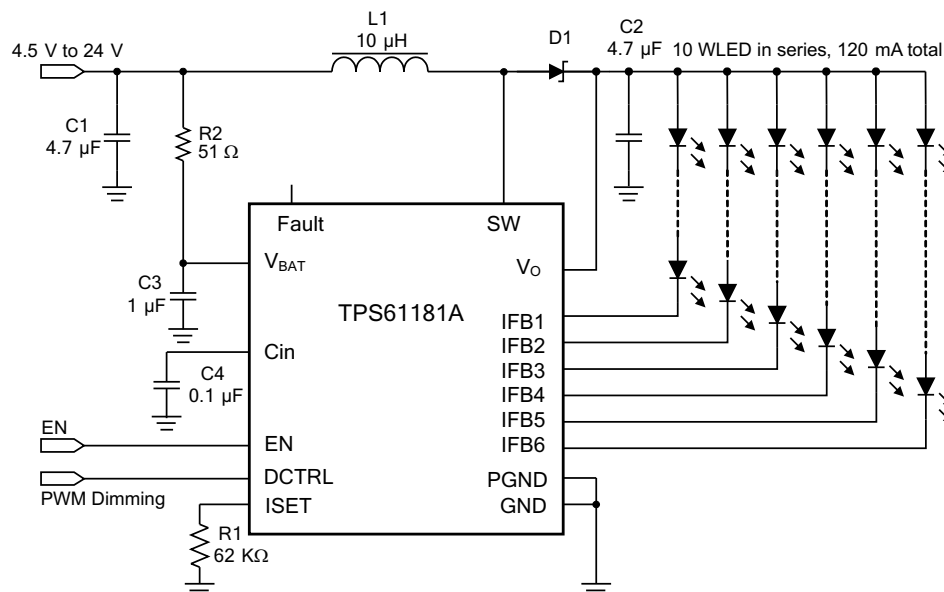 L1
10 µH
4.5 V to 24 V
D1
C2
4.7 µF
10 WLED in series, 120 mA total
C1
4.7 µF
R2
51 Ω
Fault
SW
VBAT
VO
C3
1 µF
TPS61181A
IFB1
IFB2
IFB3
IFB4
IFB5
IFB6
Cin
C4
0.1 µF
EN
EN
DCTRL
PWM Dimming
ISET
PGND
GND
R1
62 KΩ